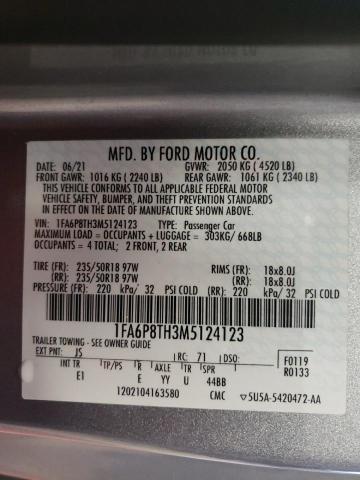 MFD. BY FORD MOTOR CO.
DATE: 06/21 GVWR: 2050 KG ( 4520 LB)
FRONT GAWR: 1016 KG ( 2240 LB) REAR GAWR: 1061 KG ( 2340 LB)
THIS VEHICLE CONFORMS TO ALL APPLICABLE FEDERAL MOTOR
VEHICLE SAFETY, BUMPER, AND THEFT PREVENTION STANDARDS
IN EFFECT ON THE DATE OF MANUFACTURE SHOWN ABOVE.
VIN: 1FA6P8TH3M5124123 TYPE: Passenger Car
MAXIMUM LOAD = OCCUPANTS + LUGGAGE = 303KG/ 668LB
OCCUPANTS = 4 TOTAL; 2 FRONT, 2 REAR
TIRE (FR): 235/50R18 97W RIMS (FR): 18x8.0J
(RR): 235/50R18 97W (RR): 18x8.0J
PRESSURE (FR): 220 kPa/ 32 PSI COLD (RR): 220 kPa/ 32 PSI COLD
1FA6P8TH3M5124123
TRAILER TOWING - SEE OWNER GUIDE
EXT PNT: JS RC: 71 DSO: F0119
INT TR TP/PS R AXLE TR SPR R0133
E1 E YY U 44BB
1202104163580 CMC ▽5U5A-5420472-AA